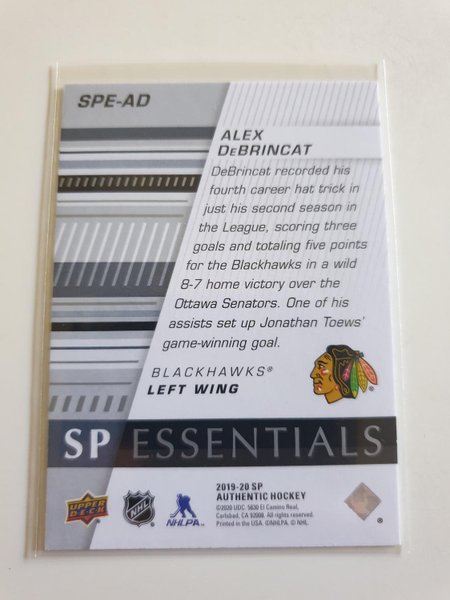 SPE-AD
ALEX
DEBRINCAT
DeBrincat recorded his
fourth career hat trick in
just his second season in
the League, scoring three
goals and totaling five points
for the Blackhawks in a wild
8-7 home victory over the
Ottawa Senators. One of his
assists set up Jonathan Toews'
game-winning goal.
BLACKHAWKS®
LEFT WING
SP ESSENTIALS
UPPER DECK
NHL
NHLPA
2019-20 SP
AUTHENTIC HOCKEY
©2020 UDC. 5830 El Camino Real,
Carlsbad, CA 92008. All rights reserved.
Printed in the USA. ©NHLPA. © NHL.
®